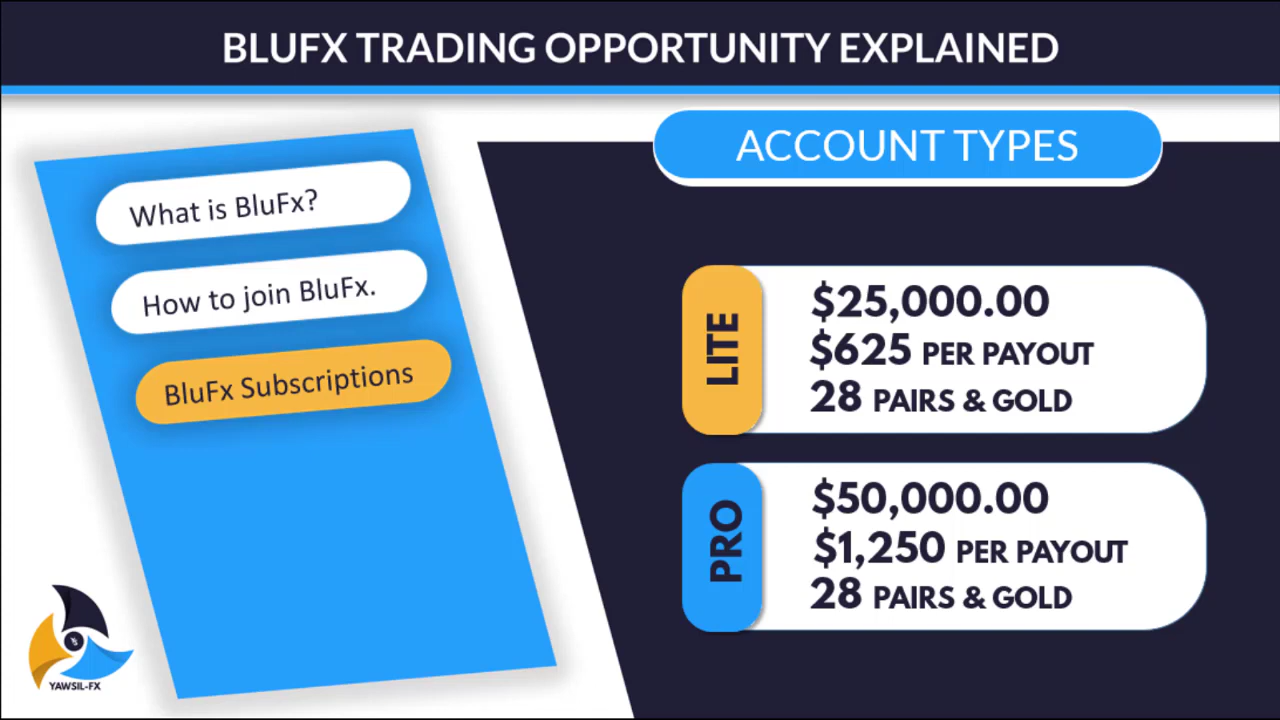 BLUFX TRADING OPPORTUNITY EXPLAINED
What is BluFx?
How to join BluFx.
BluFx Subscriptions
YAWSIL-FX
ACCOUNT TYPES
LITE
$25,000.00
$625 PER PAYOUT
28 PAIRS & GOLD
PRO
$50,000.00
$1,250 PER PAYOUT
28 PAIRS & GOLD